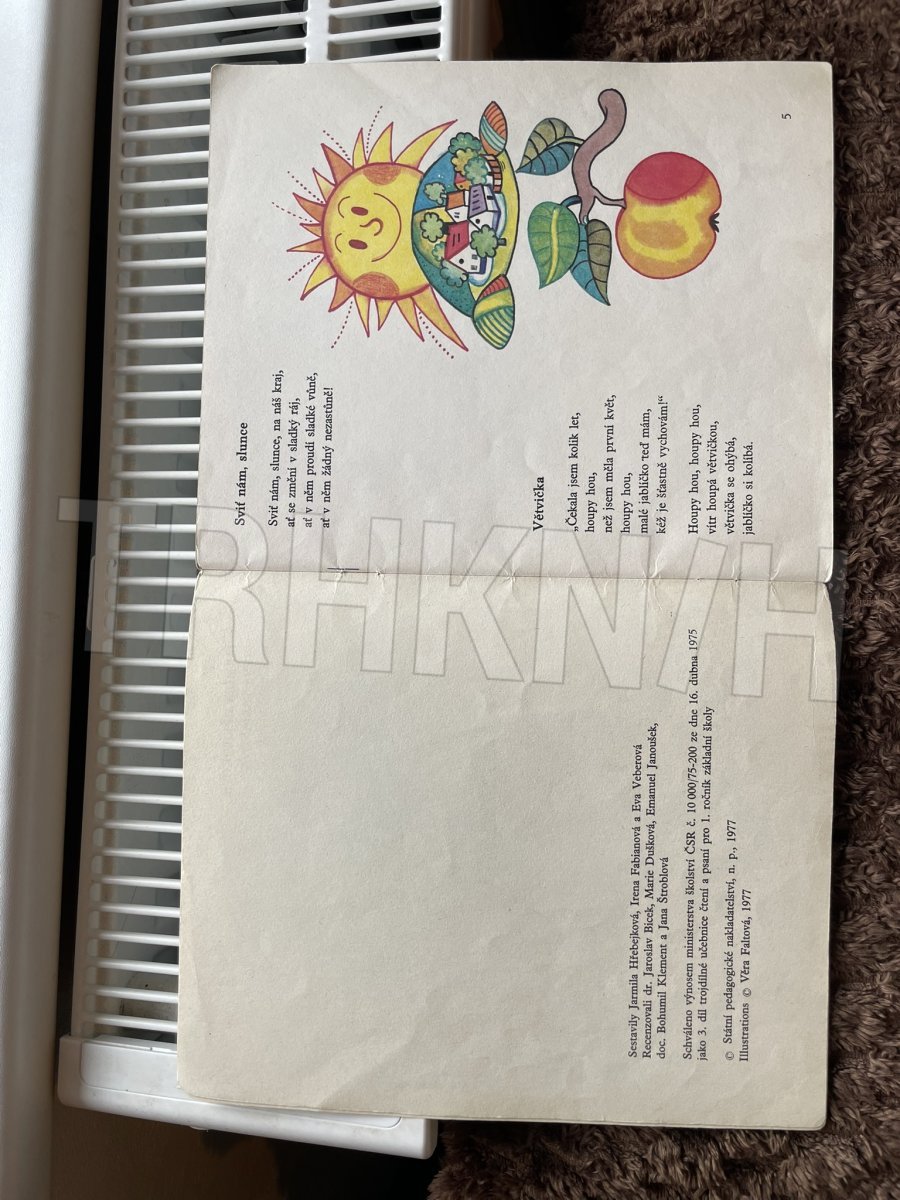 Sestavily Jarmila Hřebejková, Irena Fabianová a Eva Veberová
Recenzovali dr. Jaroslav Bicek, Marie Dušková, Emanuel Janoušek,
doc. Bohumil Klement a Jana Štroblová
Schváleno výnosem ministerstva školství ČSR č. 10 000/75-200 ze dne 16. dubna 1975
jako 3. díl trojdílné učebnice čtení a psaní pro 1. ročník základní školy
© Státní pedagogické nakladatelství, n. p., 1977
Illustrations © Věra Faltová, 1977
Sviť nám, slunce
Sviť nám, slunce, na náš kraj,
ať se změní v sladký ráj,
ať v něm proudí sladké vůně,
ať v něm žádný nezastůně!
Větvička
„Čekala jsem kolik let,
houpy hou,
než jsem měla první květ,
houpy hou,
malé jablíčko teď mám,
kéž je šťastně vychovám!“
Houpy hou, houpy hou,
vítr houpá větvičkou,
větvička se ohýbá,
jablíčko si kolíbá.
5
TRHKNIH